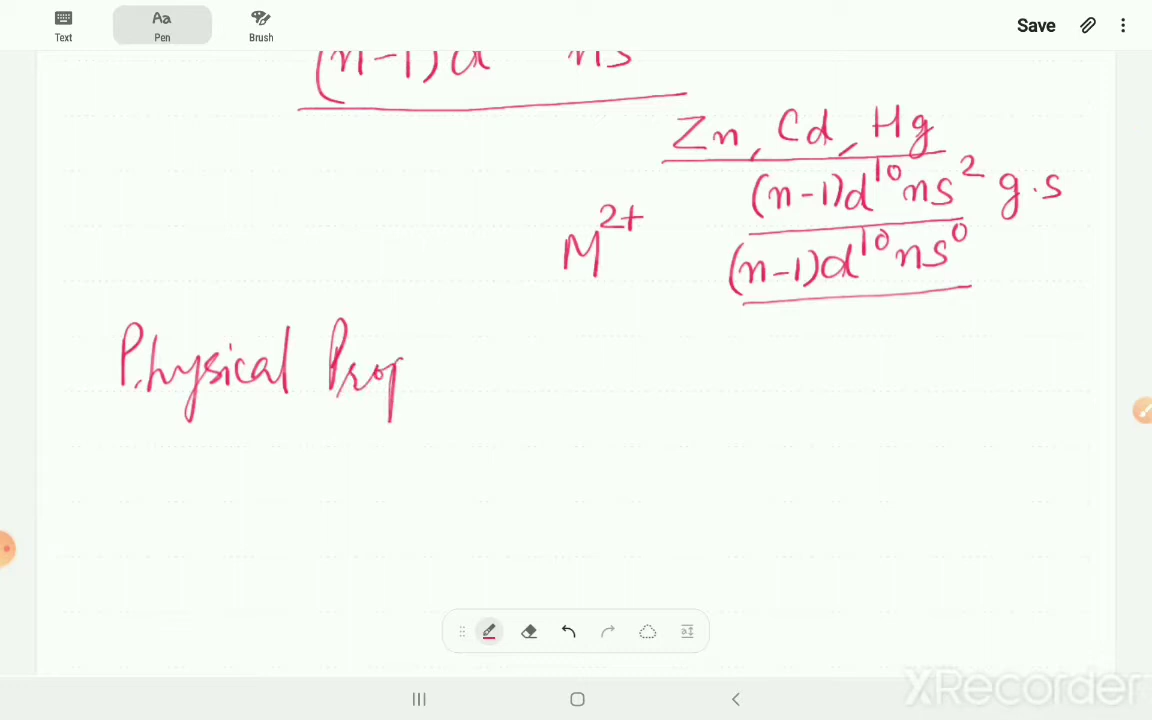 Text Pen Brush Save
(n-1)d ns
Zn, Cd, Hg
(n-1)d¹⁰ns² g.s
M²⁺ (n-1)d¹⁰ns⁰
Physical Prop
XRecorder